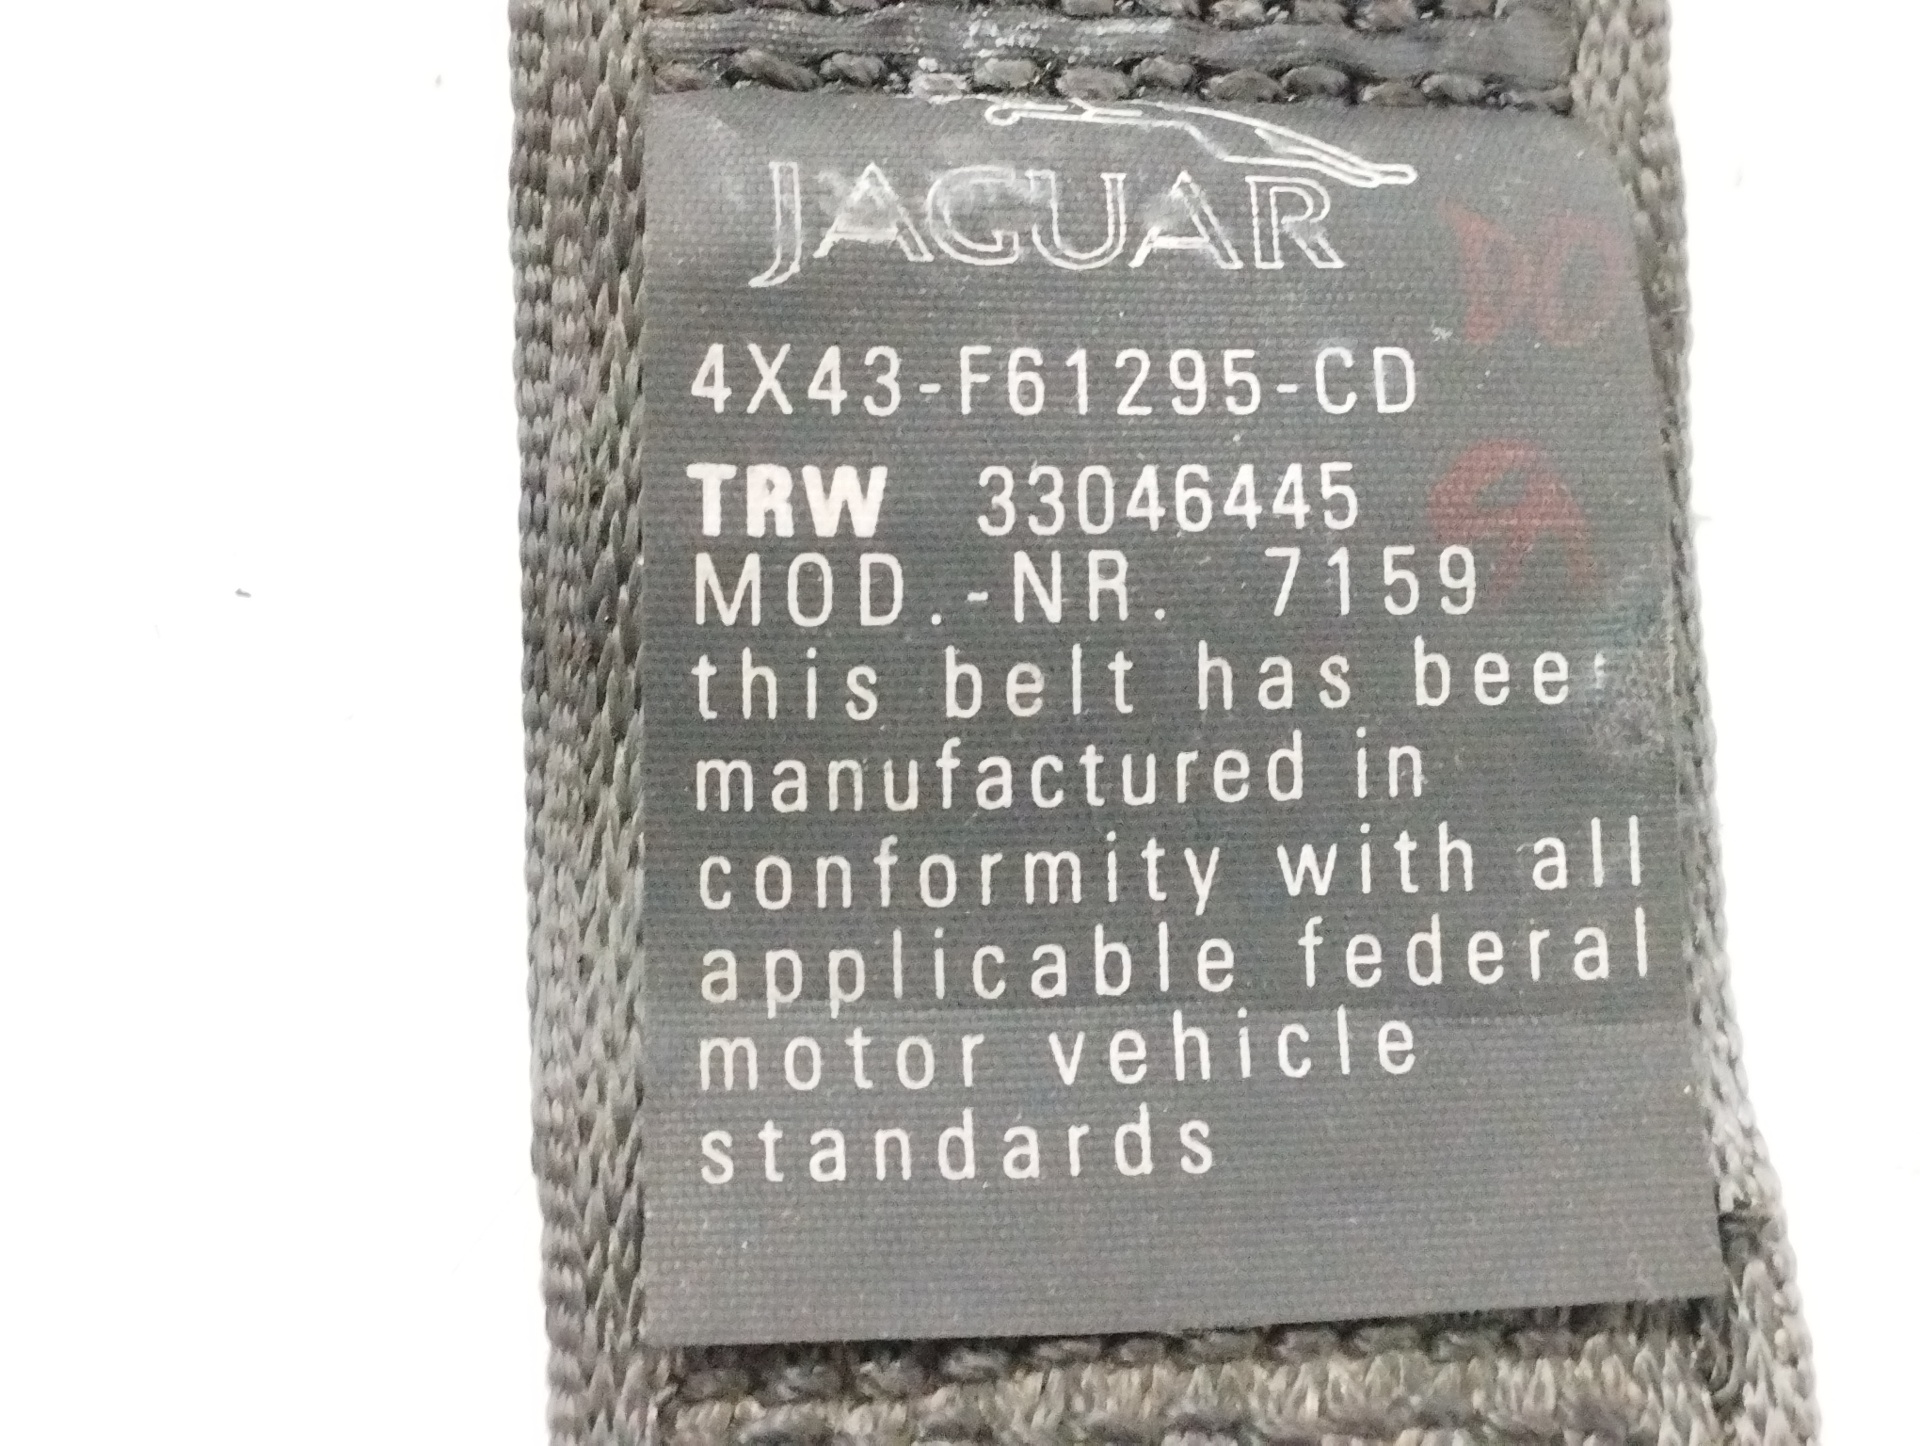 JAGUAR
4X43-F61295-CD
TRW 33046445
MOD.-NR. 7159
this belt has bee
manufactured in
conformity with all
applicable federal
motor vehicle
standards